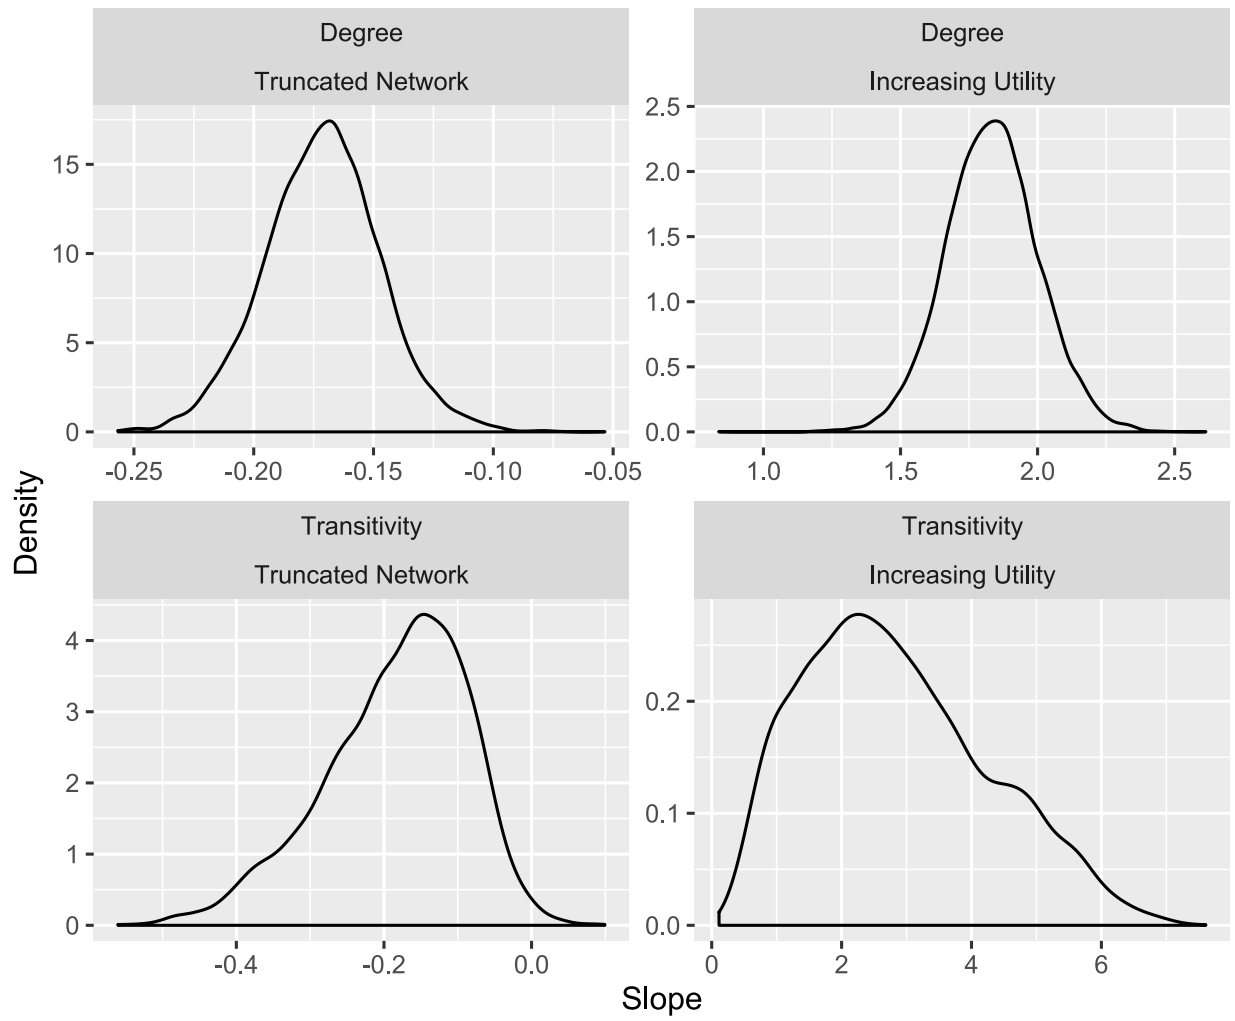 Degree
Truncated Network
15
10
5
0
-0.25 -0.20 -0.15 -0.10 -0.05
Degree
Increasing Utility
2.5
2.0
1.5
1.0
0.5
0.0
1.0 1.5 2.0 2.5
Density
Transitivity
Truncated Network
4
3
2
1
0
-0.4 -0.2 0.0
Transitivity
Increasing Utility
0.2
0.1
0.0
0 2 4 6
Slope